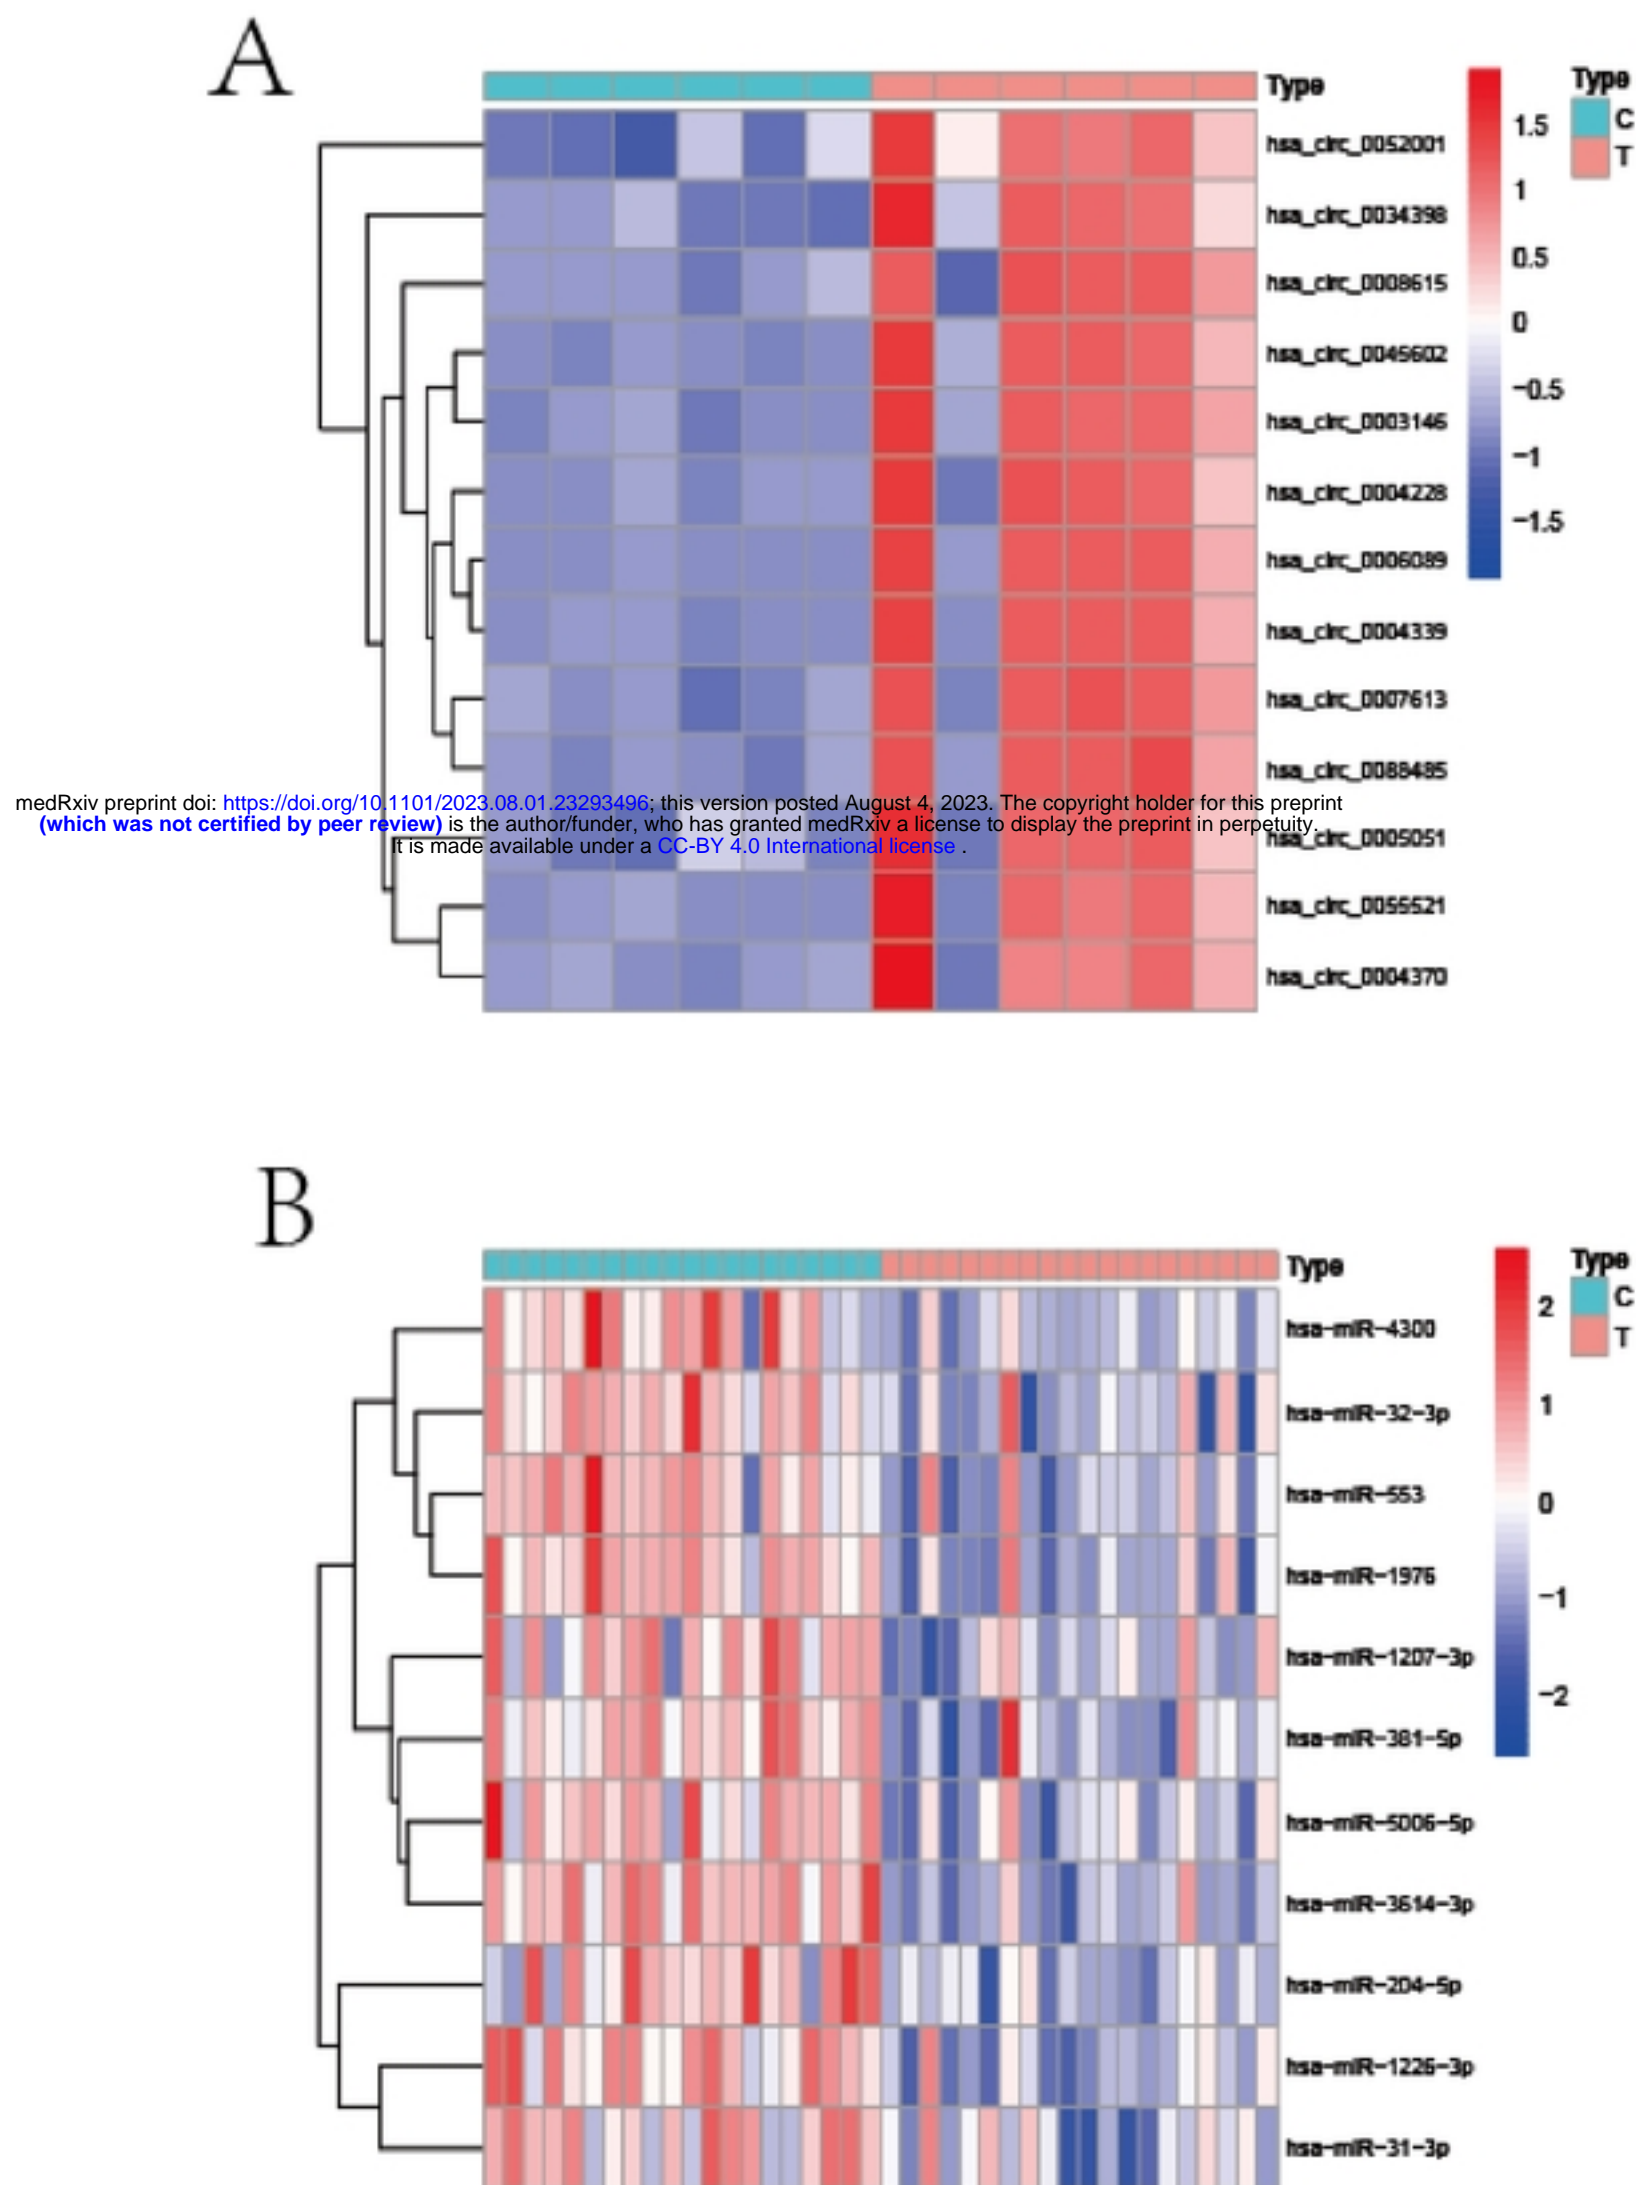 A
Type
hsa_circ_0052001
hsa_circ_0034398
hsa_circ_0008615
hsa_circ_0045602
hsa_circ_0003146
hsa_circ_0004228
hsa_circ_0006089
hsa_circ_0004339
hsa_circ_0007613
hsa_circ_0088485
hsa_circ_0005051
hsa_circ_0055521
hsa_circ_0004370
1.5
1
0.5
0
−0.5
−1
−1.5
Type
C
T
medRxiv preprint doi: https://doi.org/10.1101/2023.08.01.23293496; this version posted August 4, 2023. The copyright holder for this preprint
(which was not certified by peer review) is the author/funder, who has granted medRxiv a license to display the preprint in perpetuity.
It is made available under a CC-BY 4.0 International license .
B
Type
hsa-miR-4300
hsa-miR-32-3p
hsa-miR-553
hsa-miR-1976
hsa-miR-1207-3p
hsa-miR-381-5p
hsa-miR-5006-5p
hsa-miR-3614-3p
hsa-miR-204-5p
hsa-miR-1226-3p
hsa-miR-31-3p
2
1
0
−1
−2
Type
C
T